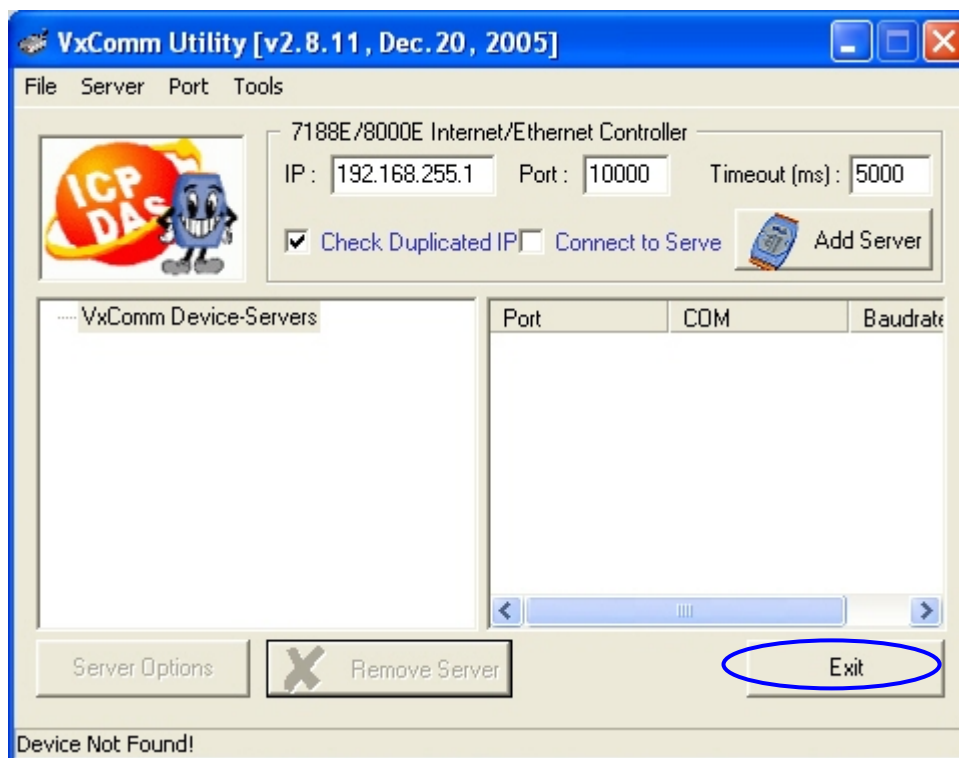 VxComm Utility [v2.8.11, Dec.20, 2005]
File Server Port Tools
ICP DAS
7188E/8000E Internet/Ethernet Controller
IP : 192.168.255.1 Port : 10000 Timeout (ms) : 5000
Check Duplicated IP Connect to Serve Add Server
VxComm Device-Servers
Port COM Baudrate
Server Options Remove Server Exit
Device Not Found!